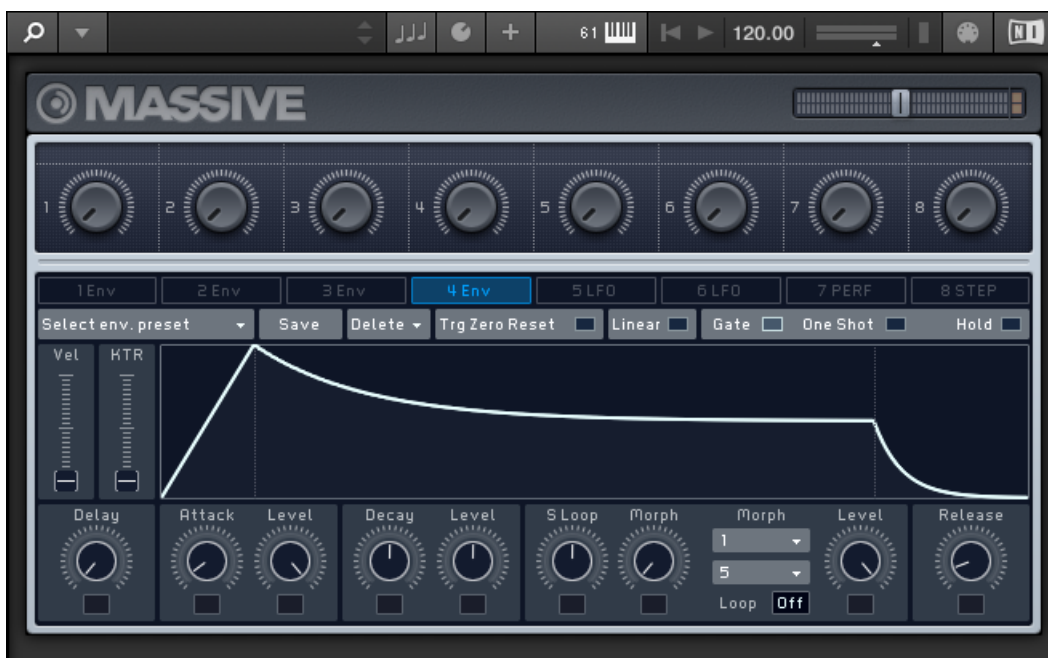 61 120.00 NI
MASSIVE
1 2 3 4 5 6 7 8
1 Env 2 Env 3 Env 4 Env 5 LFO 6 LFO 7 PERF 8 STEP
Select env. preset Save Delete Trg Zero Reset Linear Gate One Shot Hold
Vel KTR
Delay Attack Level Decay Level S Loop Morph Morph Level Release
1
5
Loop Off